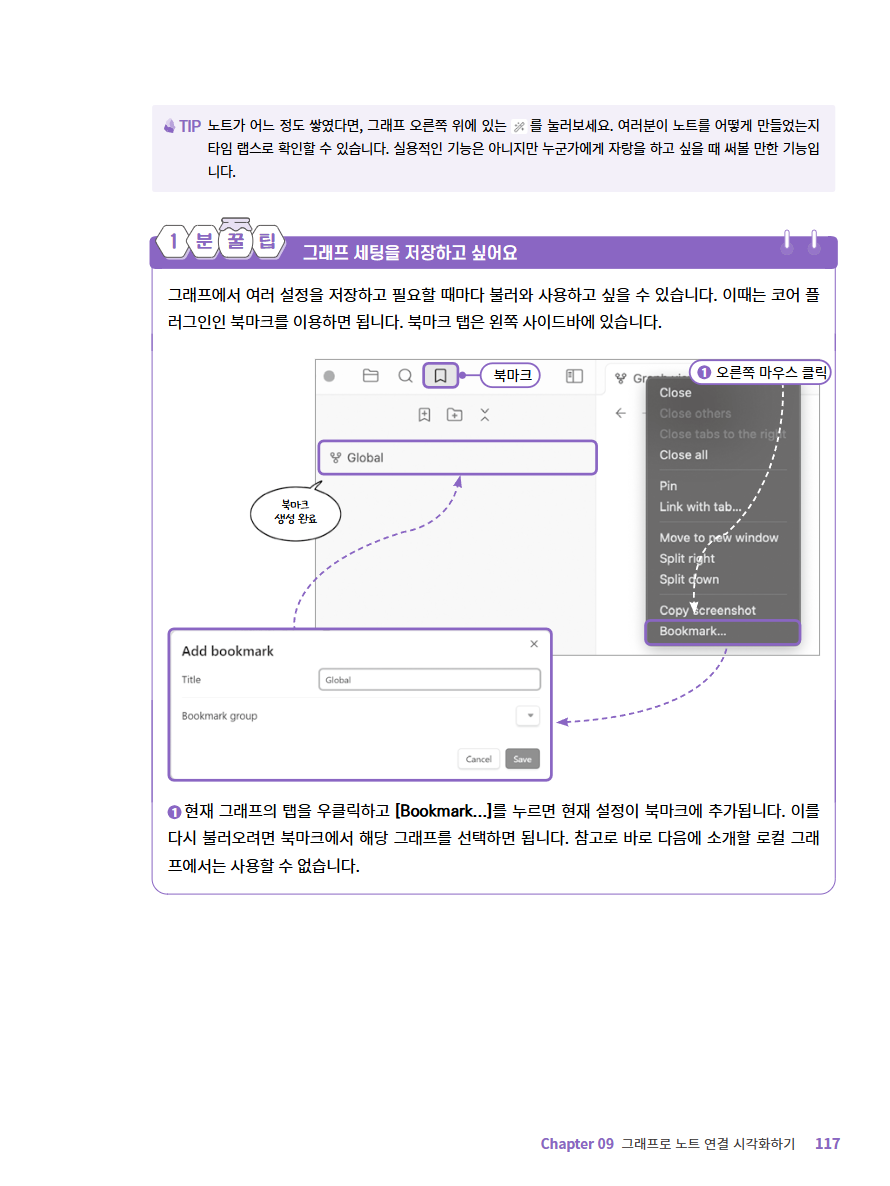 TIP 노트가 어느 정도 쌓였다면, 그래프 오른쪽 위에 있는 를 눌러보세요. 여러분이 노트를 어떻게 만들었는지
타임 랩스로 확인할 수 있습니다. 실용적인 기능은 아니지만 누군가에게 자랑을 하고 싶을 때 써볼 만한 기능입
니다.
1분꿀팁 그래프 세팅을 저장하고 싶어요
그래프에서 여러 설정을 저장하고 필요할 때마다 불러와 사용하고 싶을 수 있습니다. 이때는 코어 플
러그인인 북마크를 이용하면 됩니다. 북마크 탭은 왼쪽 사이드바에 있습니다.
북마크
1 오른쪽 마우스 클릭
Close
Close others
Close tabs to the right
Close all
Pin
Link with tab...
Move to new window
Split right
Split down
Copy screenshot
Bookmark...
Global
북마크
생성 완료
Add bookmark
Title
Global
Bookmark group
Cancel
Save
1 현재 그래프의 탭을 우클릭하고 [Bookmark...]를 누르면 현재 설정이 북마크에 추가됩니다. 이를
다시 불러오려면 북마크에서 해당 그래프를 선택하면 됩니다. 참고로 바로 다음에 소개할 로컬 그래
프에서는 사용할 수 없습니다.
Chapter 09 그래프로 노트 연결 시각화하기 117